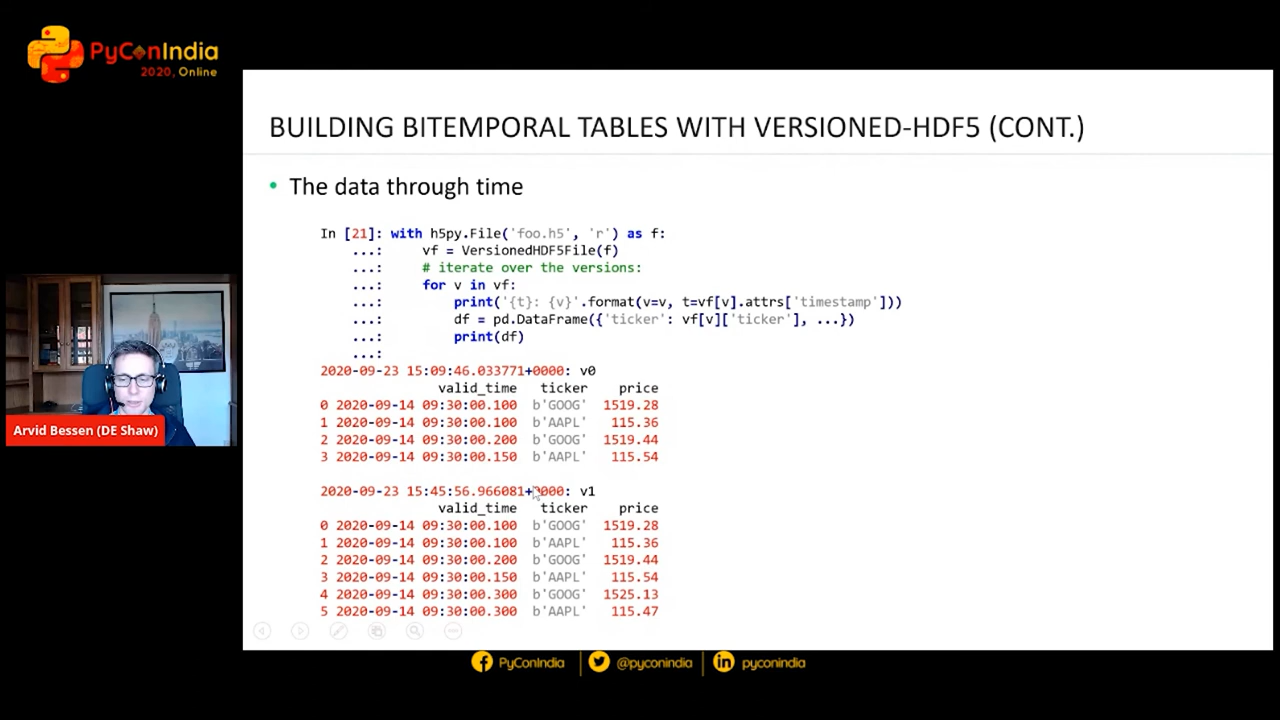 PyConIndia
2020, Online
BUILDING BITEMPORAL TABLES WITH VERSIONED-HDF5 (CONT.)
• The data through time
In [21]: with h5py.File('foo.h5', 'r') as f:
...: vf = VersionedHDF5File(f)
...: # iterate over the versions:
...: for v in vf:
...: print('{t}: {v}'.format(v=v, t=vf[v].attrs['timestamp']))
...: df = pd.DataFrame({'ticker': vf[v]['ticker'], ...})
...: print(df)
...:
2020-09-23 15:09:46.033771+0000: v0
valid_time ticker price
0 2020-09-14 09:30:00.100 b'GOOG' 1519.28
1 2020-09-14 09:30:00.100 b'AAPL' 115.36
2 2020-09-14 09:30:00.200 b'GOOG' 1519.44
3 2020-09-14 09:30:00.150 b'AAPL' 115.54
2020-09-23 15:45:56.966081+0000: v1
valid_time ticker price
0 2020-09-14 09:30:00.100 b'GOOG' 1519.28
1 2020-09-14 09:30:00.100 b'AAPL' 115.36
2 2020-09-14 09:30:00.200 b'GOOG' 1519.44
3 2020-09-14 09:30:00.150 b'AAPL' 115.54
4 2020-09-14 09:30:00.300 b'GOOG' 1525.13
5 2020-09-14 09:30:00.300 b'AAPL' 115.47
Arvid Bessen (DE Shaw)
PyConIndia
@pyconindia
pyconindia